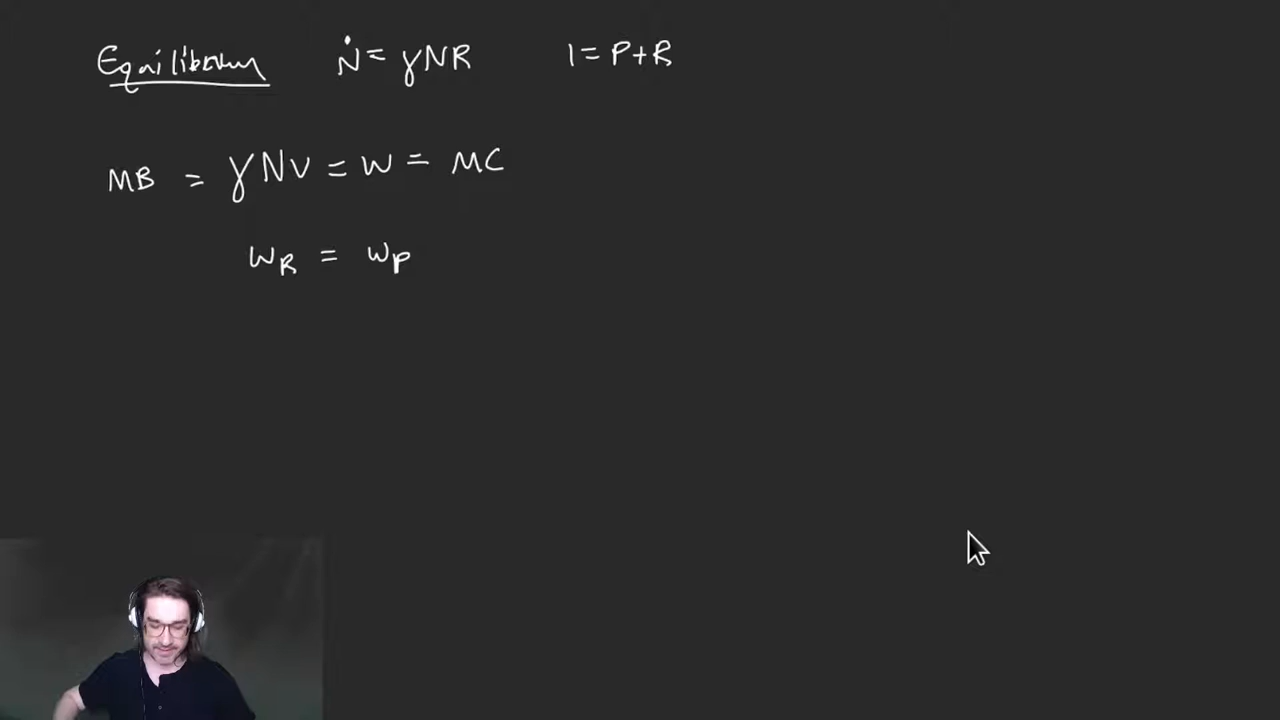 Equilibrium Ṅ = γNR 1 = P+R
MB = γNv = w = MC
w_R = w_P